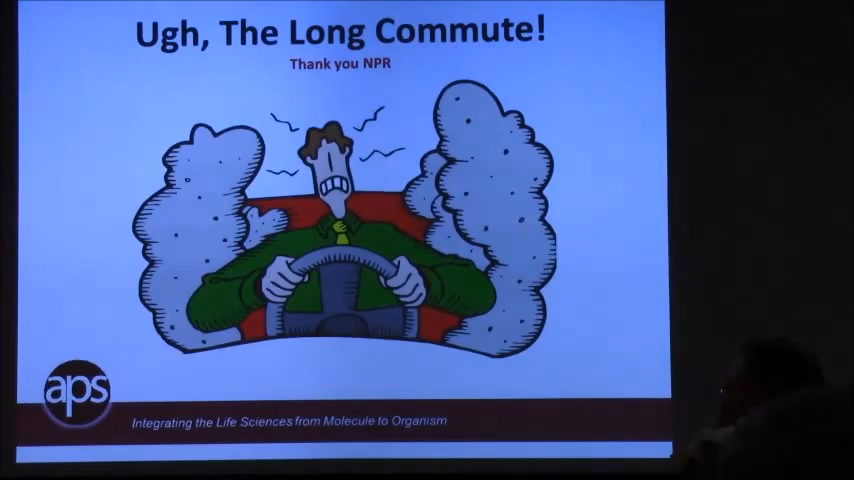 Ugh, The Long Commute!
Thank you NPR
aps
Integrating the Life Sciences from Molecule to Organism